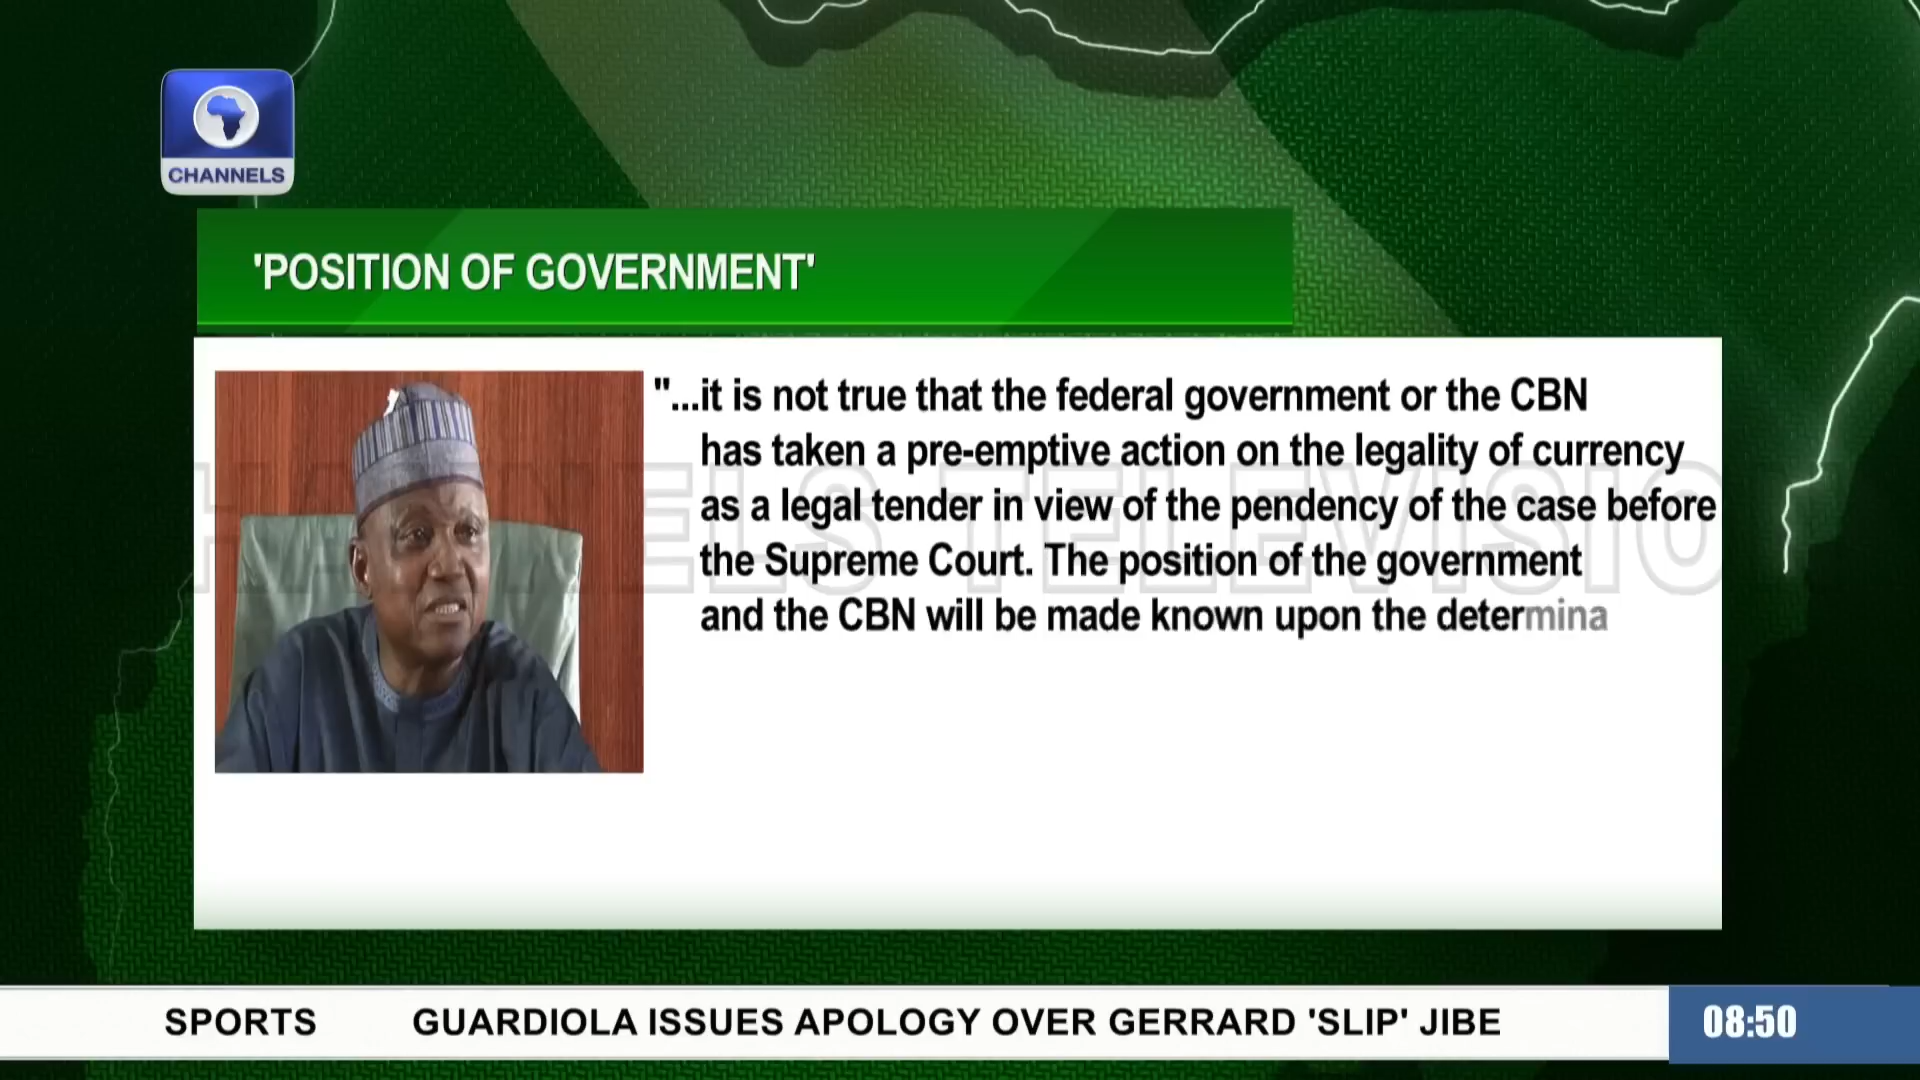 CHANNELS
'POSITION OF GOVERNMENT'
"...it is not true that the federal government or the CBN
has taken a pre-emptive action on the legality of currency
as a legal tender in view of the pendency of the case before
the Supreme Court. The position of the government
and the CBN will be made known upon the determina
CHANNELS TELEVISION
SPORTS GUARDIOLA ISSUES APOLOGY OVER GERRARD 'SLIP' JIBE
08:50